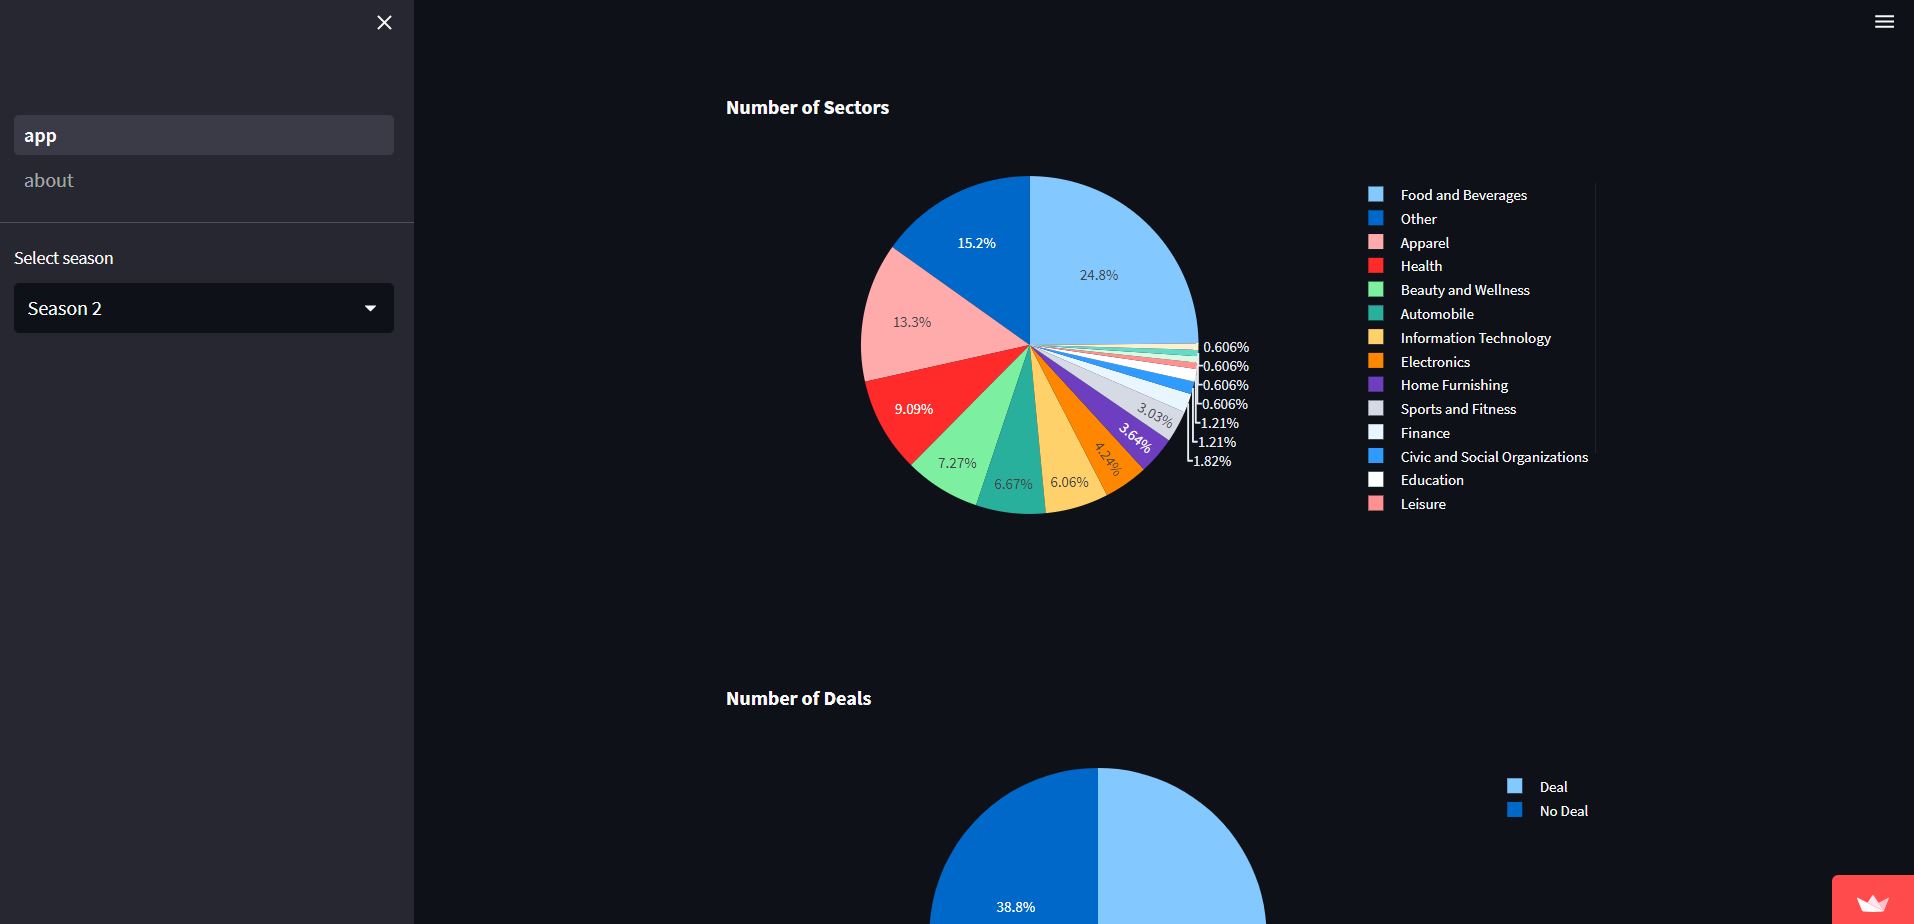 app
about
Select season
Season 2
Number of Sectors
24.8%
15.2%
13.3%
9.09%
7.27%
6.67%
6.06%
4.24%
3.64%
3.03%
1.82%
1.21%
1.21%
0.606%
0.606%
0.606%
0.606%
Food and Beverages
Other
Apparel
Health
Beauty and Wellness
Automobile
Information Technology
Electronics
Home Furnishing
Sports and Fitness
Finance
Civic and Social Organizations
Education
Leisure
Number of Deals
38.8%
Deal
No Deal